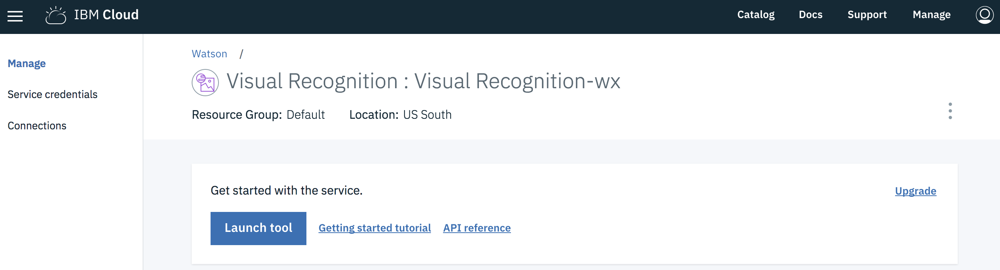 IBM Cloud
Catalog Docs Support Manage
Manage
Service credentials
Connections
Watson /
Visual Recognition : Visual Recognition-wx
Resource Group: Default Location: US South
Get started with the service.
Upgrade
Launch tool Getting started tutorial API reference